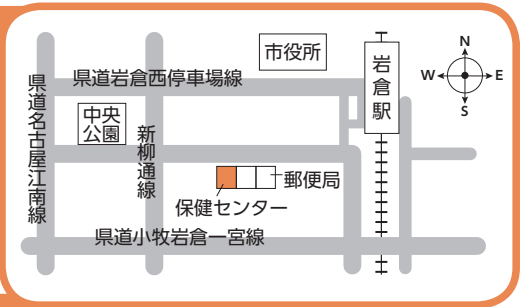 市役所
岩倉駅
N
W
E
S
県道岩倉西停車場線
県道名古屋江南線
中央
公園
新柳通線
郵便局
保健センター
県道小牧岩倉一宮線